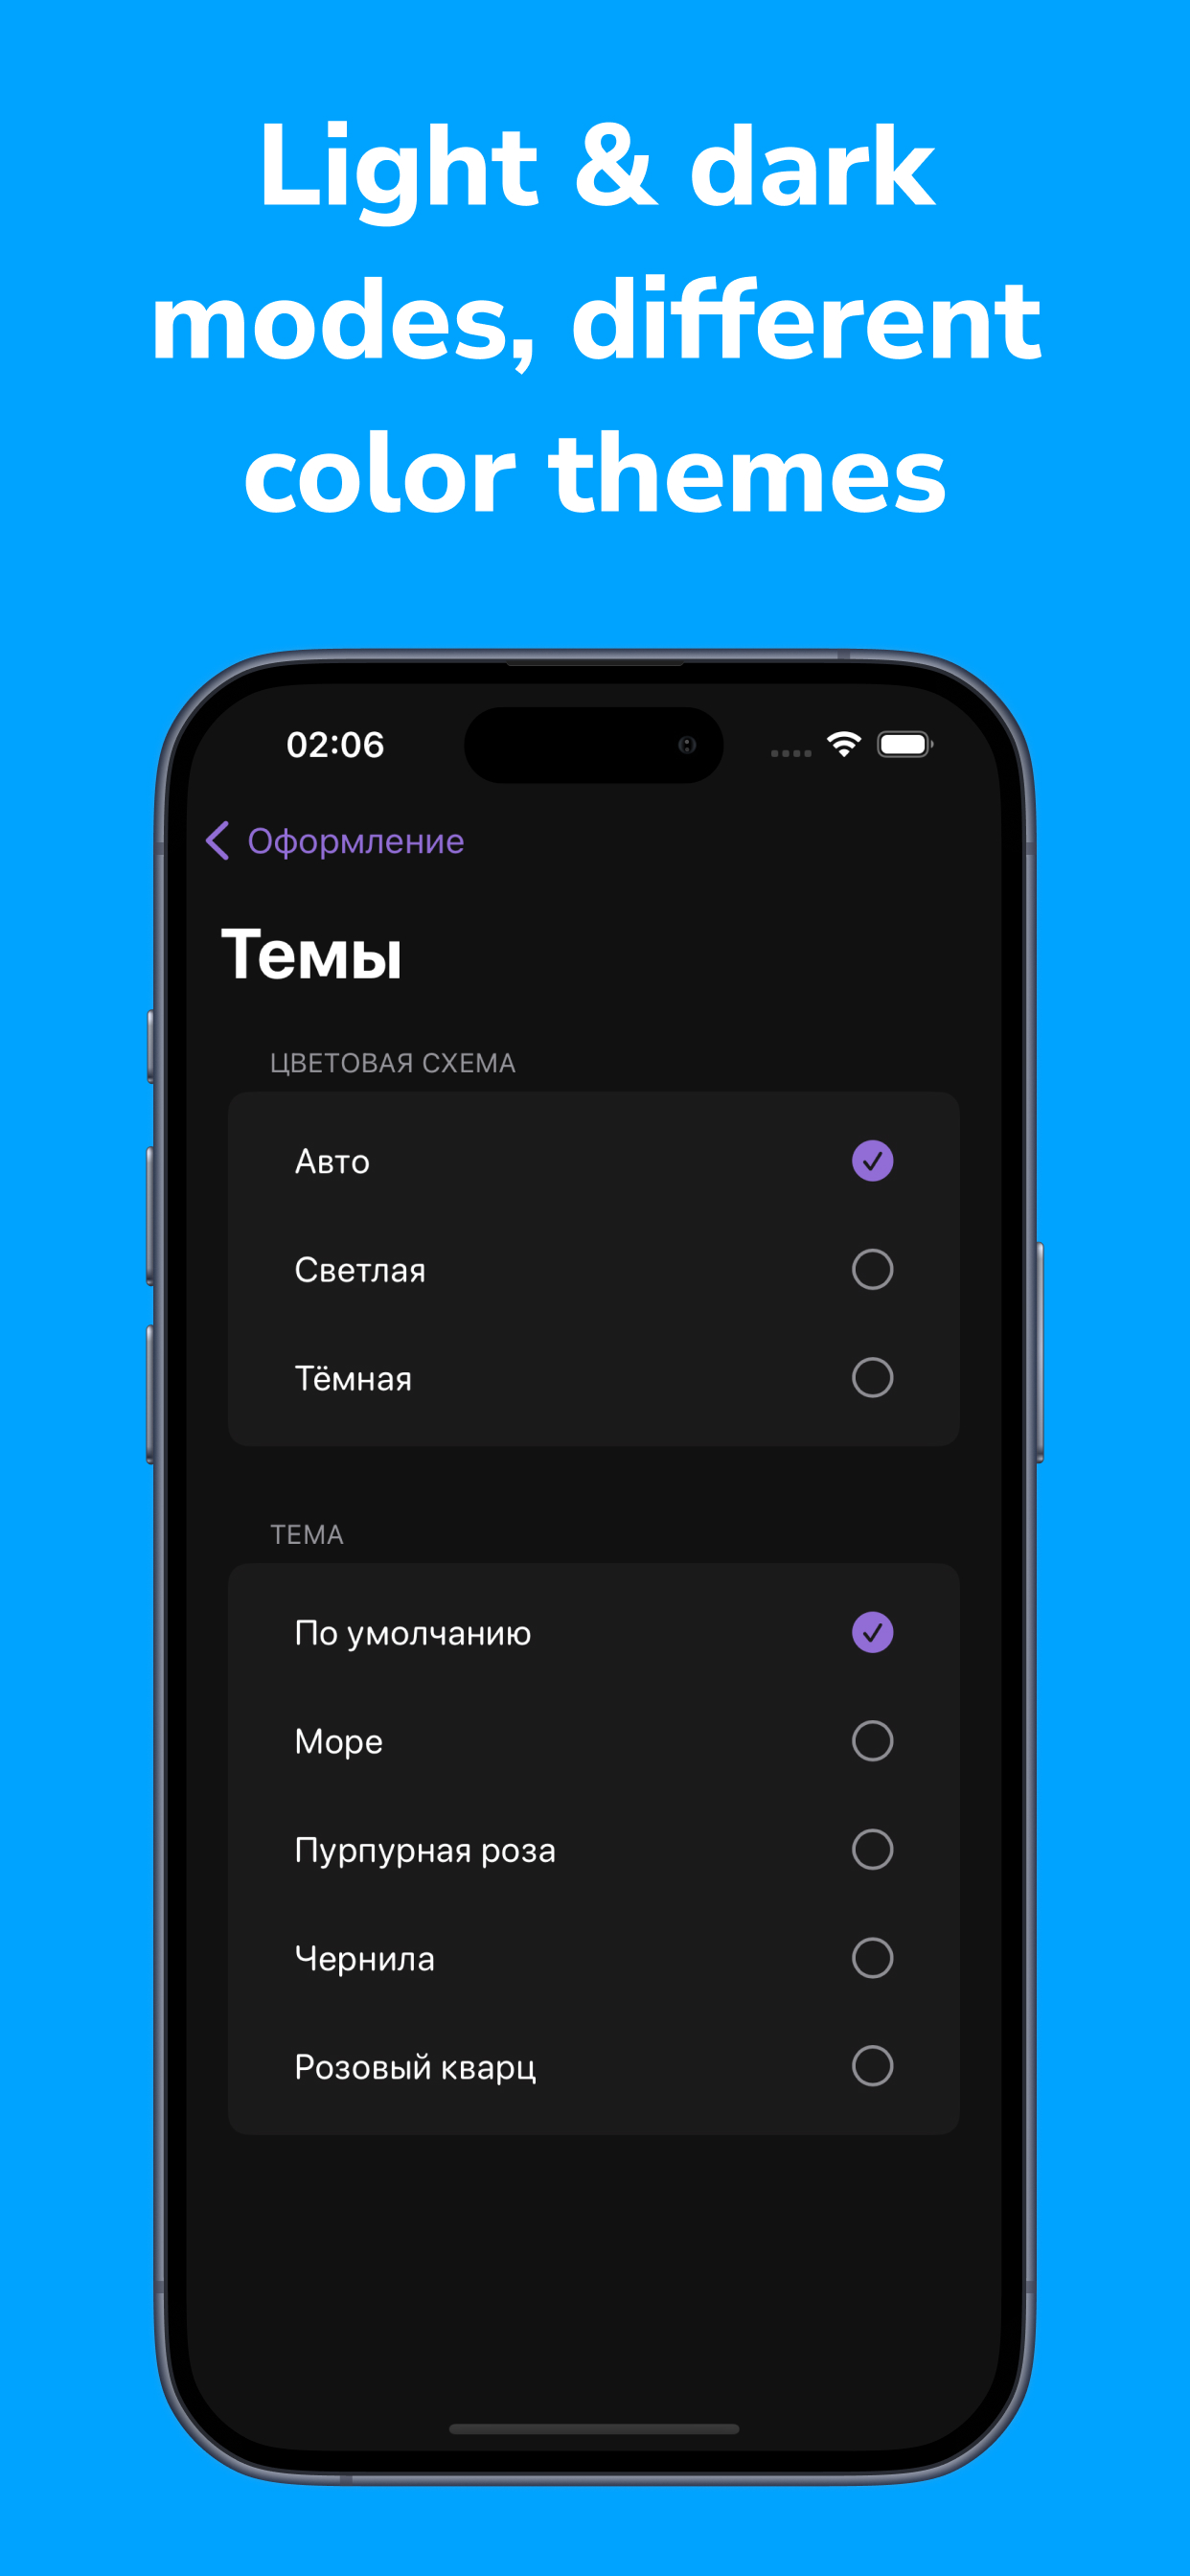 Light & dark
modes, different
color themes
02:06
Оформление
Темы
ЦВЕТОВАЯ СХЕМА
Авто
Светлая
Тёмная
ТЕМА
По умолчанию
Море
Пурпурная роза
Чернила
Розовый кварц